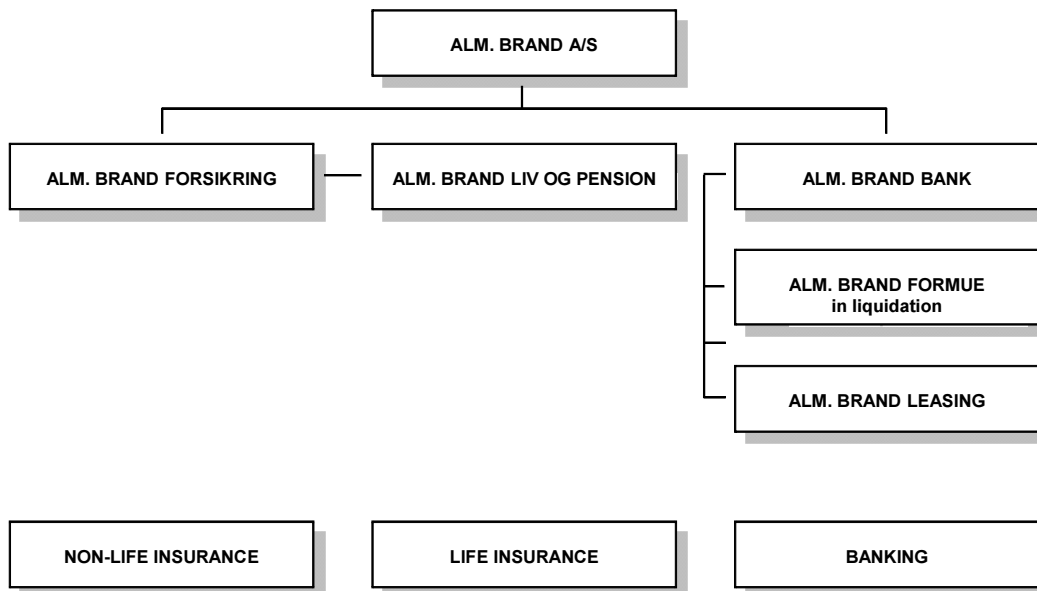 ALM. BRAND A/S
ALM. BRAND FORSIKRING
ALM. BRAND LIV OG PENSION
ALM. BRAND BANK
ALM. BRAND FORMUE
in liquidation
ALM. BRAND LEASING
NON-LIFE INSURANCE
LIFE INSURANCE
BANKING